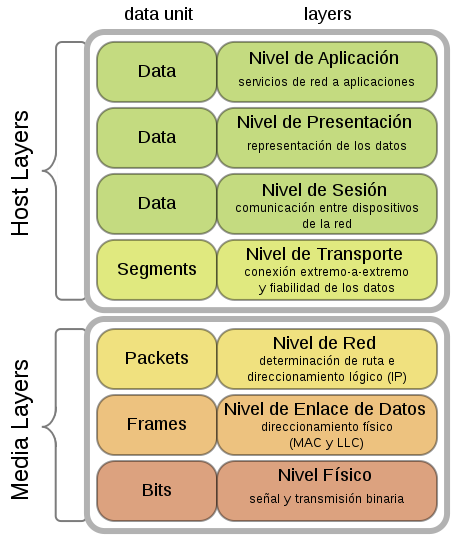 data unit layers
Host Layers
Data
Nivel de Aplicación
servicios de red a aplicaciones
Data
Nivel de Presentación
representación de los datos
Data
Nivel de Sesión
comunicación entre dispositivos
de la red
Segments
Nivel de Transporte
conexión extremo-a-extremo
y fiabilidad de los datos
Media Layers
Packets
Nivel de Red
determinación de ruta e
direccionamiento lógico (IP)
Frames
Nivel de Enlace de Datos
direccionamiento físico
(MAC y LLC)
Bits
Nivel Físico
señal y transmisión binaria